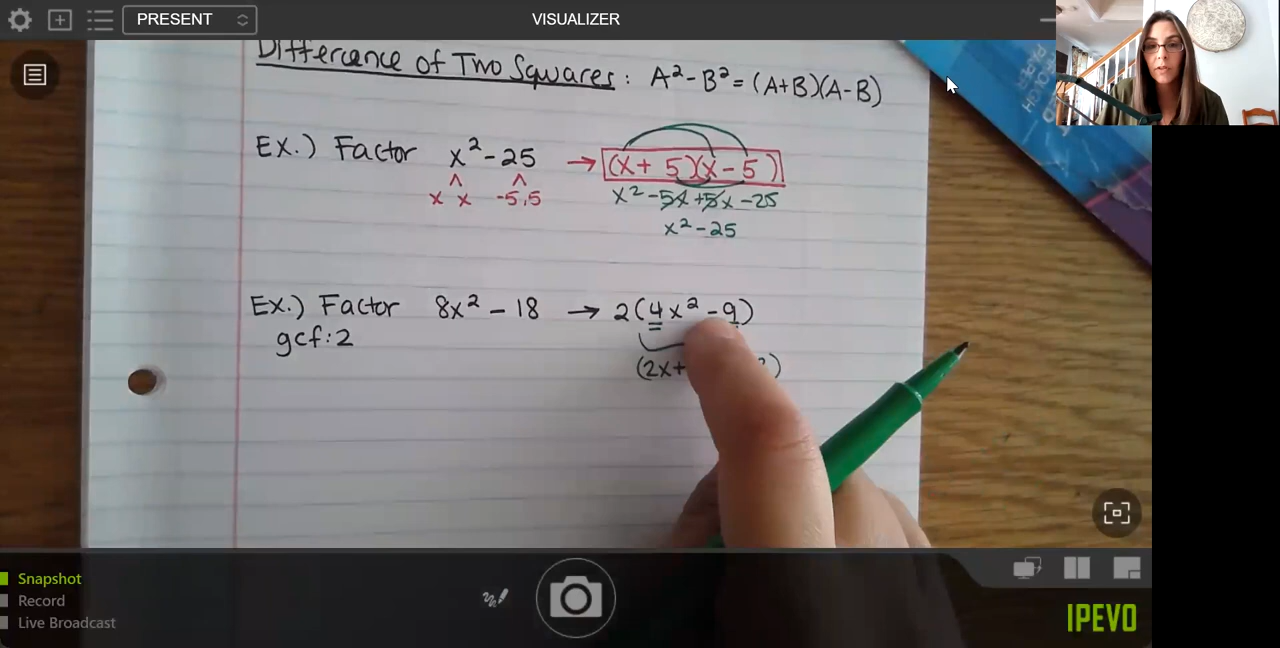 PRESENT
VISUALIZER
Difference of Two Squares: A² - B² = (A+B)(A-B)
Ex.) Factor x² - 25 → (x + 5)(x - 5)
x x -5,5
x² - 5x + 5x - 25
x² - 25
Ex.) Factor 8x² - 18 → 2(4x² - 9)
gcf: 2
(2x+ )
Snapshot
Record
Live Broadcast
IPEVO